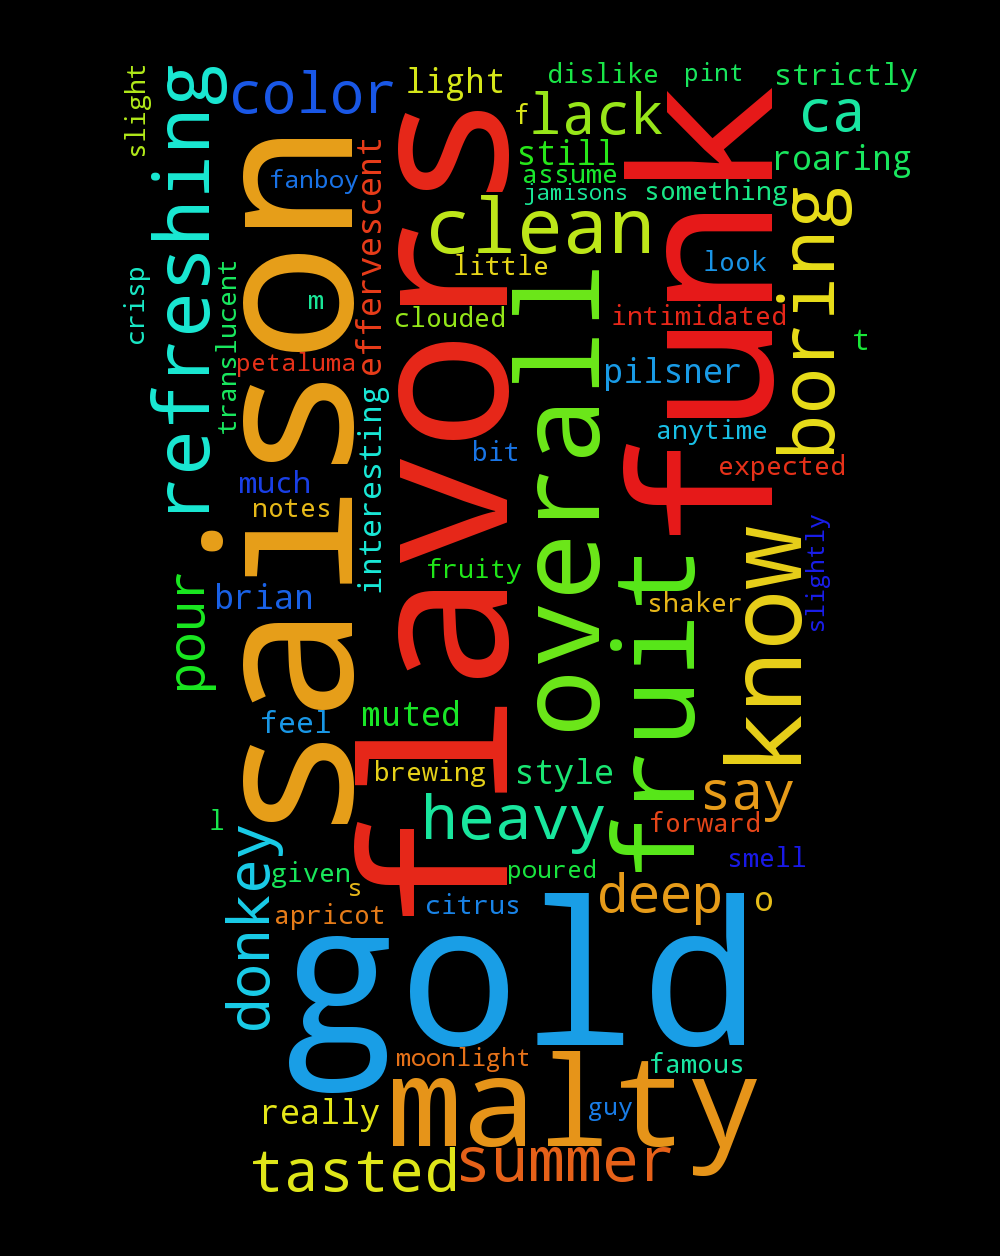 slight
refreshing
color
light
dislike
pint
strictly
f
lack
ca
still
roaring
fanboy
effervescent
flavors
assume
jamisons
something
funk
saison
clean
boring
little
look
crisp
translucent
m
clouded
intimidated
t
petaluma
overall
pilsner
interesting
bit
anytime
expected
much
notes
.
know
slightly
fruity
fruit
shaker
pour
brian
feel
muted
brewing
style
say
l
heavy
forward
donkey
given
s
poured
smell
apricot
citrus
deep
o
gold
moonlight
famous
malty
really
guy
tasted
summer